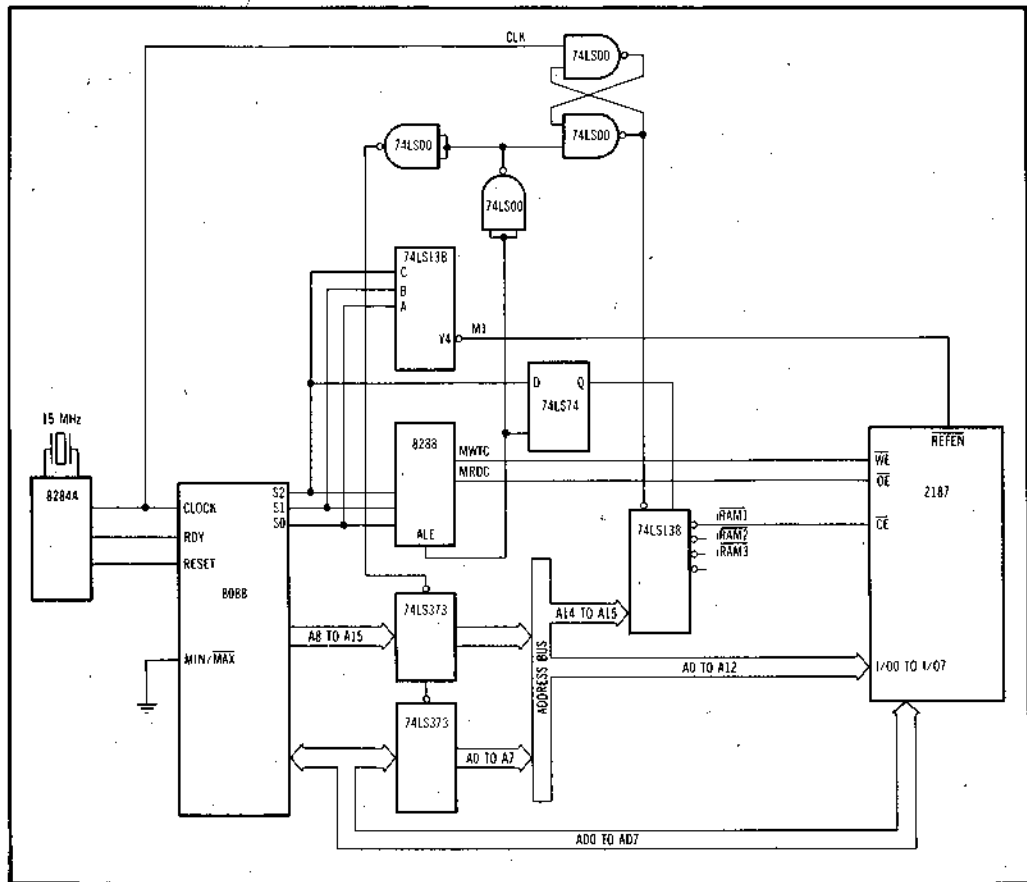 CLK
74LS00
74LS00
74LS00
74LS00
74LS138
C
B
A
Y4
M1
D
Q
74LS74
15 MHz
8284A
CLOCK
RDY
RESET
8088
MIN/MAX
S2
S1
S0
8288
ALE
MWTC
MRDC
REFEN
WE
OE
CE
2187
I/O0 TO I/O7
74LS138
iRAM1
iRAM2
iRAM3
74LS373
A8 TO A15
74LS373
A0 TO A7
ADDRESS BUS
A14 TO A15
A0 TO A12
AD0 TO AD7